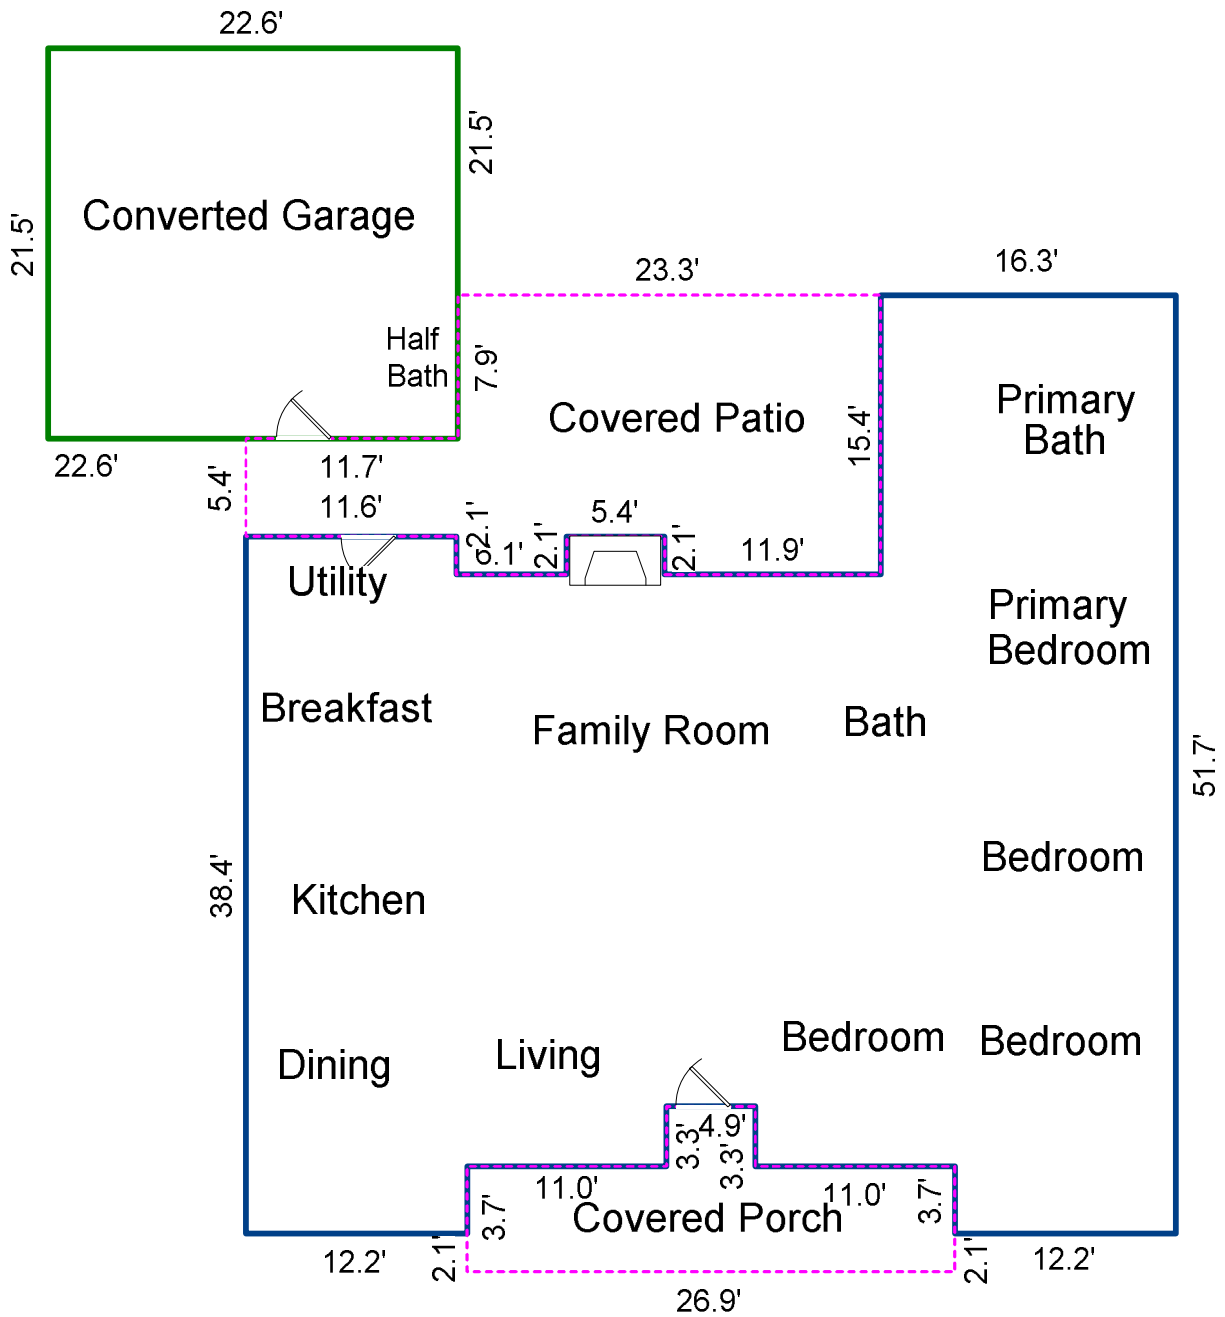 22.6'
21.5'
Converted Garage
21.5'
23.3'
16.3'
Half
Bath
7.9'
Covered Patio
15.4'
Primary
Bath
22.6'
11.7'
5.4'
11.6'
2.1'
6.1'
2.1'
5.4'
2.1'
11.9'
Utility
Primary
Bedroom
Breakfast
Family Room
Bath
51.7'
Bedroom
38.4'
Kitchen
Dining
Living
Bedroom
Bedroom
4.9'
3.3'
3.3'
11.0'
11.0'
3.7'
3.7'
Covered Porch
12.2'
2.1'
2.1'
12.2'
26.9'